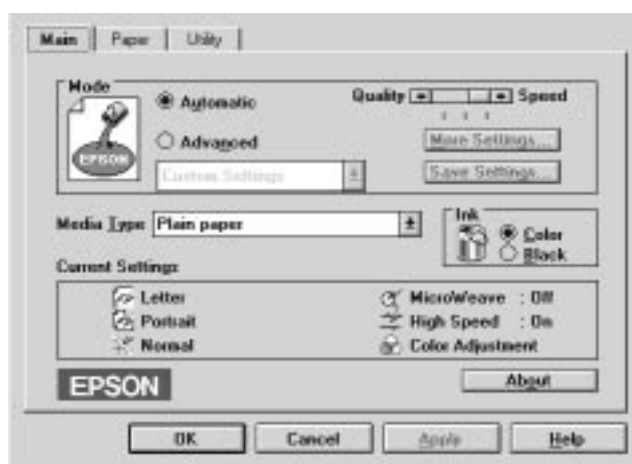 Main Paper Utility
Mode
Automatic
Quality Speed
Advanced
More Settings...
Custom Settings
Save Settings...
EPSON
Media Type Plain paper
Ink
Color
Black
Current Settings
Letter
MicroWeave : Off
Portrait
High Speed : On
Normal
Color Adjustment
EPSON
About
OK Cancel Apply Help